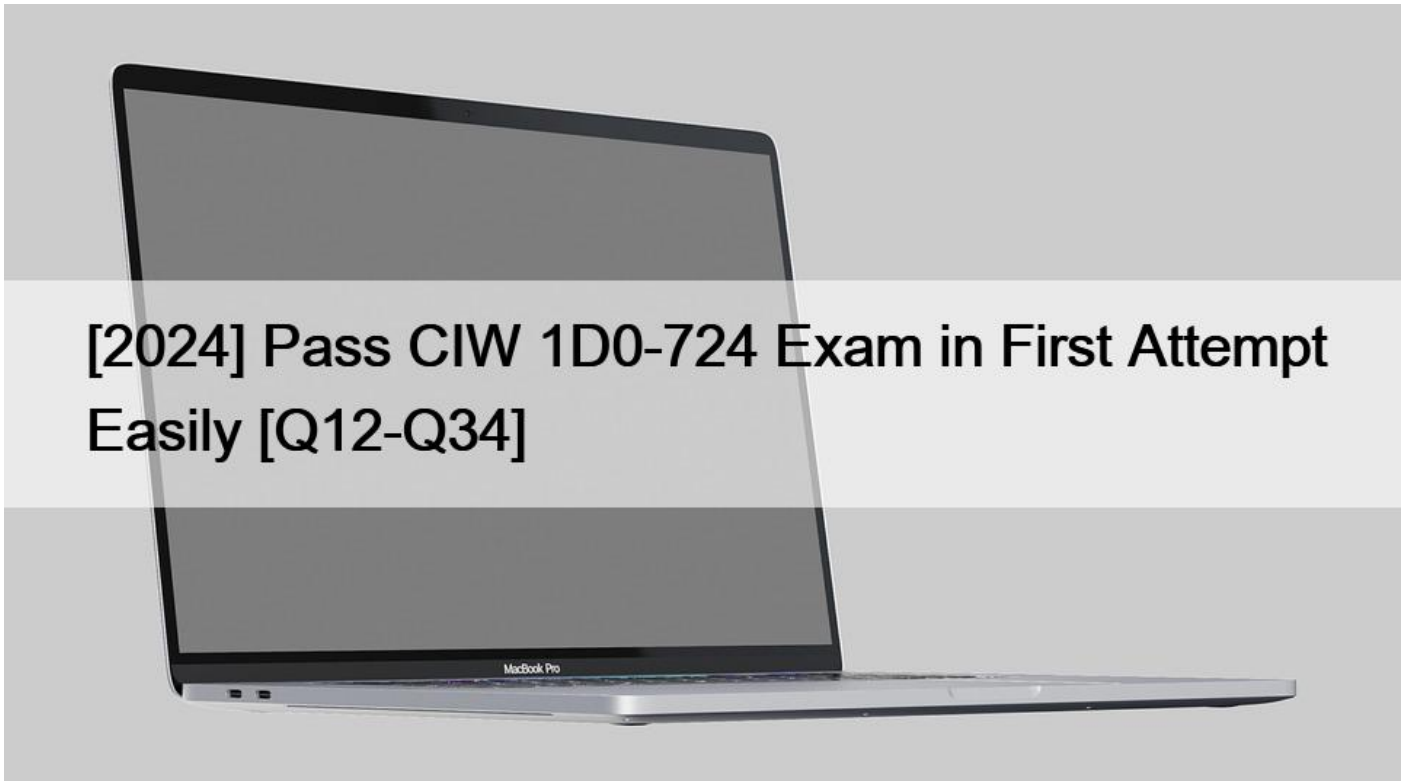 [2024] Pass CIW 1D0-724 Exam in First Attempt
Easily [Q12-Q34]
MacBook Pro